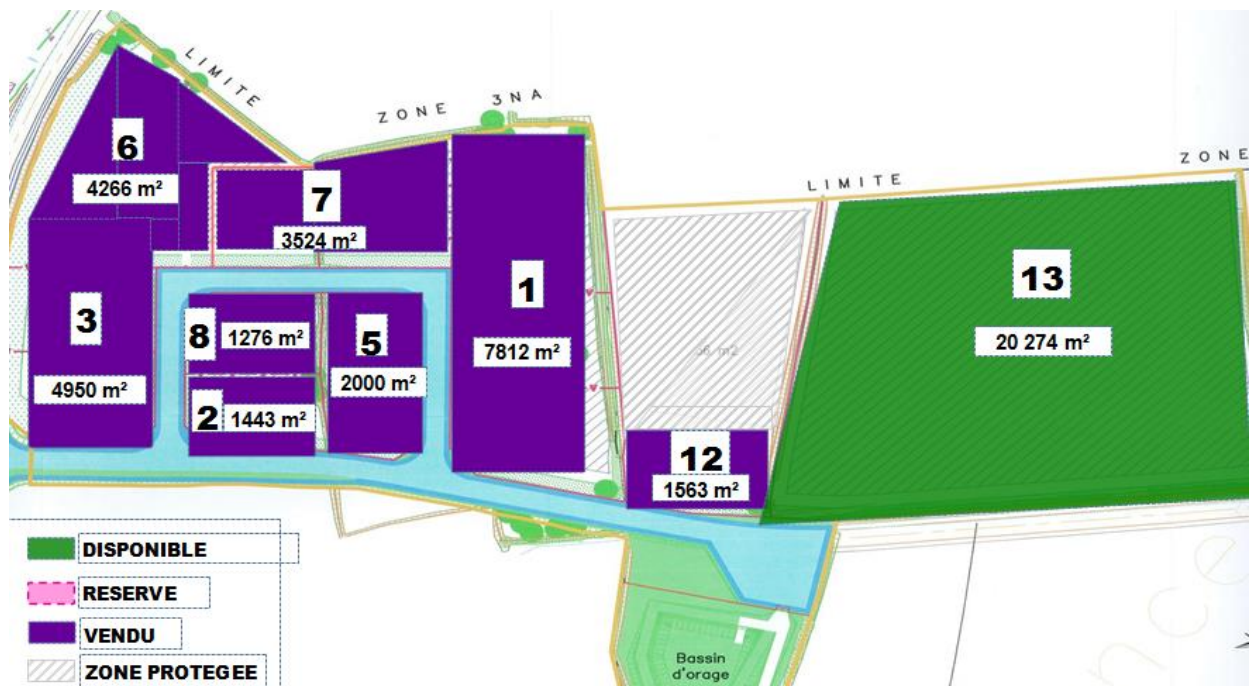 LIMITE
ZONE 3NA
LIMITE
ZONE
6
4266 m²
7
3524 m²
1
7812 m²
13
20 274 m²
3
4950 m²
8
1276 m²
5
2000 m²
2
1443 m²
12
1563 m²
DISPONIBLE
RESERVE
VENDU
ZONE PROTEGEE
Bassin
d'orage